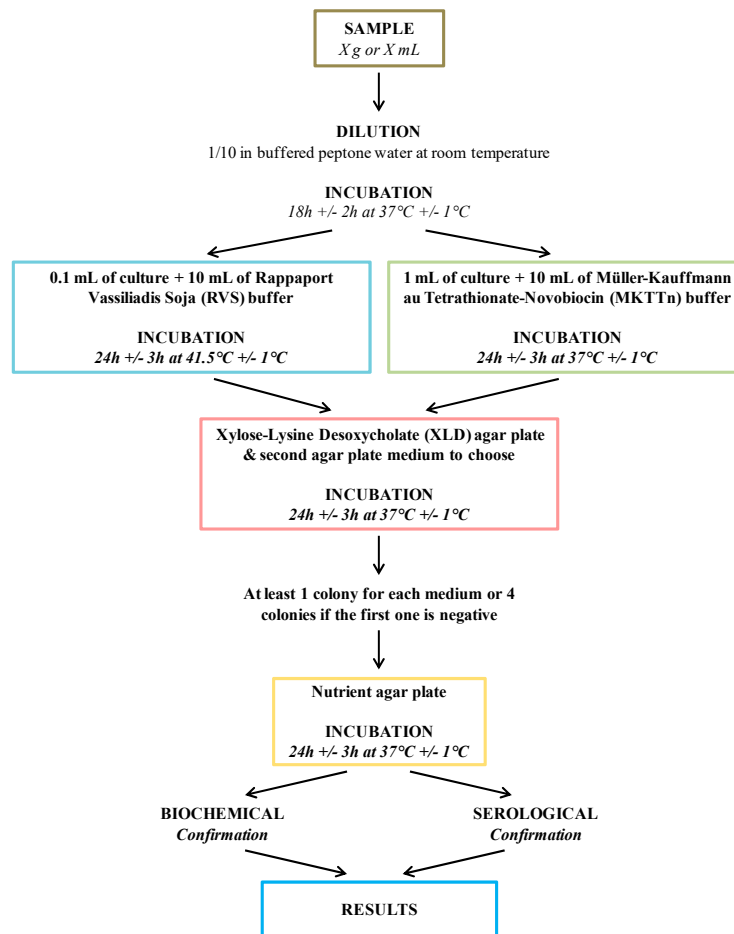 SAMPLE
X g or X mL
DILUTION
1/10 in buffered peptone water at room temperature
INCUBATION
18h +/- 2h at 37°C +/- 1°C
0.1 mL of culture + 10 mL of Rappaport
Vassiliadis Soja (RVS) buffer
INCUBATION
24h +/- 3h at 41.5°C +/- 1°C
1 mL of culture + 10 mL of Müller-Kauffmann
au Tetrathionate-Novobiocin (MKTTn) buffer
INCUBATION
24h +/- 3h at 37°C +/- 1°C
Xylose-Lysine Desoxycholate (XLD) agar plate
& second agar plate medium to choose
INCUBATION
24h +/- 3h at 37°C +/- 1°C
At least 1 colony for each medium or 4
colonies if the first one is negative
Nutrient agar plate
INCUBATION
24h +/- 3h at 37°C +/- 1°C
BIOCHEMICAL
Confirmation
SEROLOGICAL
Confirmation
RESULTS